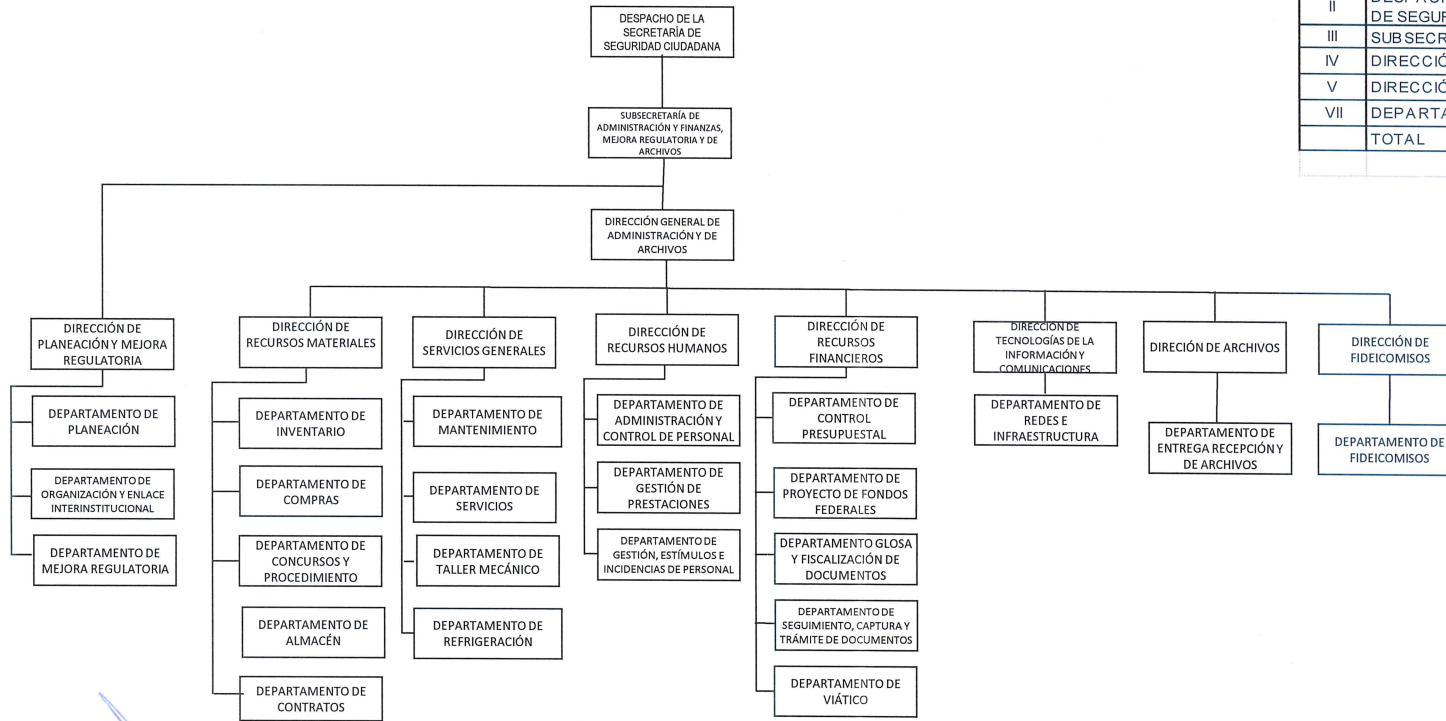 DESPACHO DE LA
SECRETARÍA DE
SEGURIDAD CIUDADANA
II
DE
III
IV
V
VII
TOTAL
SUBSECRETARÍA DE
ADMINISTRACIÓN Y FINANZAS,
MEJORA REGULATORIA Y DE
ARCHIVOS
DIRECCIÓN GENERAL DE
ADMINISTRACIÓN Y DE
ARCHIVOS
DIRECCIÓN DE
PLANEACIÓN Y MEJORA
REGULATORIA
DEPARTAMENTO DE
PLANEACIÓN
DEPARTAMENTO DE
ORGANIZACIÓN Y ENLACE
INTERINSTITUCIONAL
DEPARTAMENTO DE
MEJORA REGULATORIA
DIRECCIÓN DE
RECURSOS MATERIALES
DEPARTAMENTO DE
INVENTARIO
DEPARTAMENTO DE
COMPRAS
DEPARTAMENTO DE
CONCURSOS Y
PROCEDIMIENTO
DEPARTAMENTO DE
ALMACÉN
DEPARTAMENTO DE
CONTRATOS
DIRECCIÓN DE
SERVICIOS GENERALES
DEPARTAMENTO DE
MANTENIMIENTO
DEPARTAMENTO DE
SERVICIOS
DEPARTAMENTO DE
TALLER MECÁNICO
DEPARTAMENTO DE
REFRIGERACIÓN
DIRECCIÓN DE
RECURSOS HUMANOS
DEPARTAMENTO DE
ADMINISTRACIÓN Y
CONTROL DE PERSONAL
DEPARTAMENTO DE
GESTIÓN DE
PRESTACIONES
DEPARTAMENTO DE
GESTIÓN, ESTÍMULOS E
INCIDENCIAS DE PERSONAL
DIRECCIÓN DE
RECURSOS
FINANCIEROS
DEPARTAMENTO DE
CONTROL
PRESUPUESTAL
DEPARTAMENTO DE
PROYECTO DE FONDOS
FEDERALES
DEPARTAMENTO GLOSA
Y FISCALIZACIÓN DE
DOCUMENTOS
DEPARTAMENTO DE
SEGUIMIENTO, CAPTURA Y
TRÁMITE DE DOCUMENTOS
DEPARTAMENTO DE
VIÁTICO
DIRECCIÓN DE
TECNOLOGÍAS DE LA
INFORMACIÓN Y
COMUNICACIONES
DEPARTAMENTO DE
REDES E
INFRAESTRUCTURA
DIRECIÓN DE ARCHIVOS
DEPARTAMENTO DE
ENTREGA RECEPCIÓN Y
DE ARCHIVOS
DIRECCIÓN DE
FIDEICOMISOS
DEPARTAMENTO DE
FIDEICOMISOS